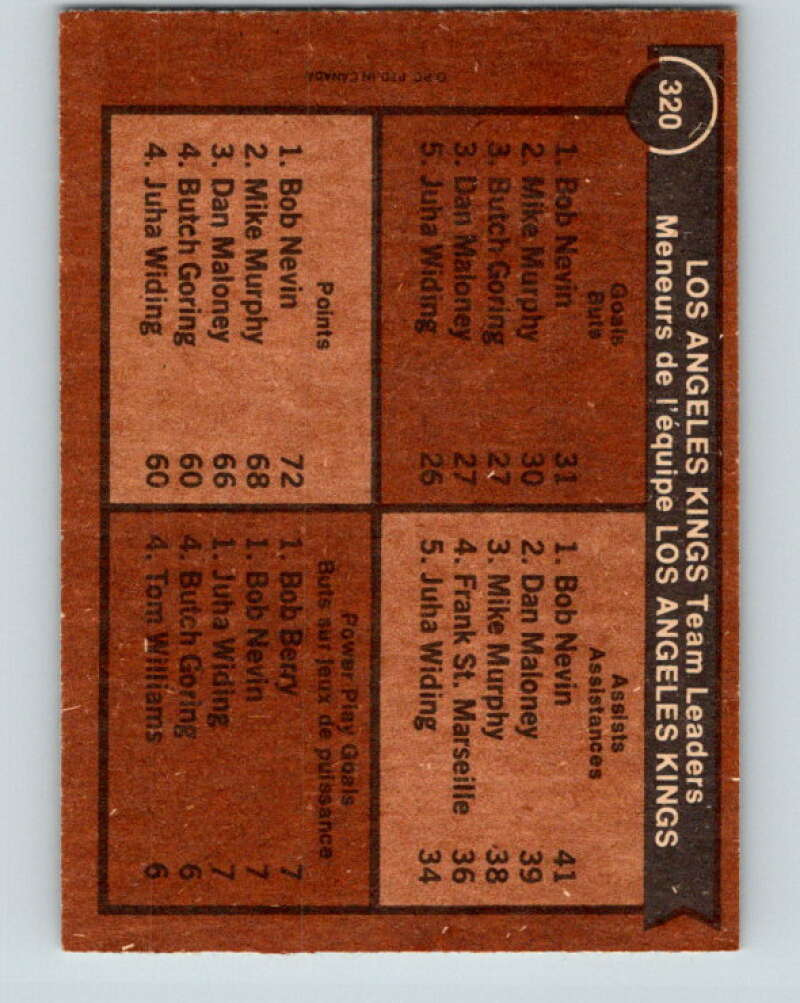 320
LOS ANGELES KINGS Team Leaders
Meneurs de l'équipe LOS ANGELES KINGS
Goals
Buts
1. Bob Nevin 31
2. Mike Murphy 30
3. Butch Goring 27
3. Dan Maloney 27
5. Juha Widing 26
Assists
Assistances
1. Bob Nevin 41
2. Dan Maloney 39
3. Mike Murphy 38
4. Frank St. Marseille 36
5. Juha Widing 34
Points
1. Bob Nevin 72
2. Mike Murphy 68
3. Dan Maloney 66
4. Butch Goring 60
4. Juha Widing 60
Power Play Goals
Buts sur jeux de puissance
1. Bob Berry 7
1. Bob Nevin 7
1. Juha Widing 7
4. Butch Goring 6
4. Tom Williams 6
O.P.C. PTD. IN CANADA